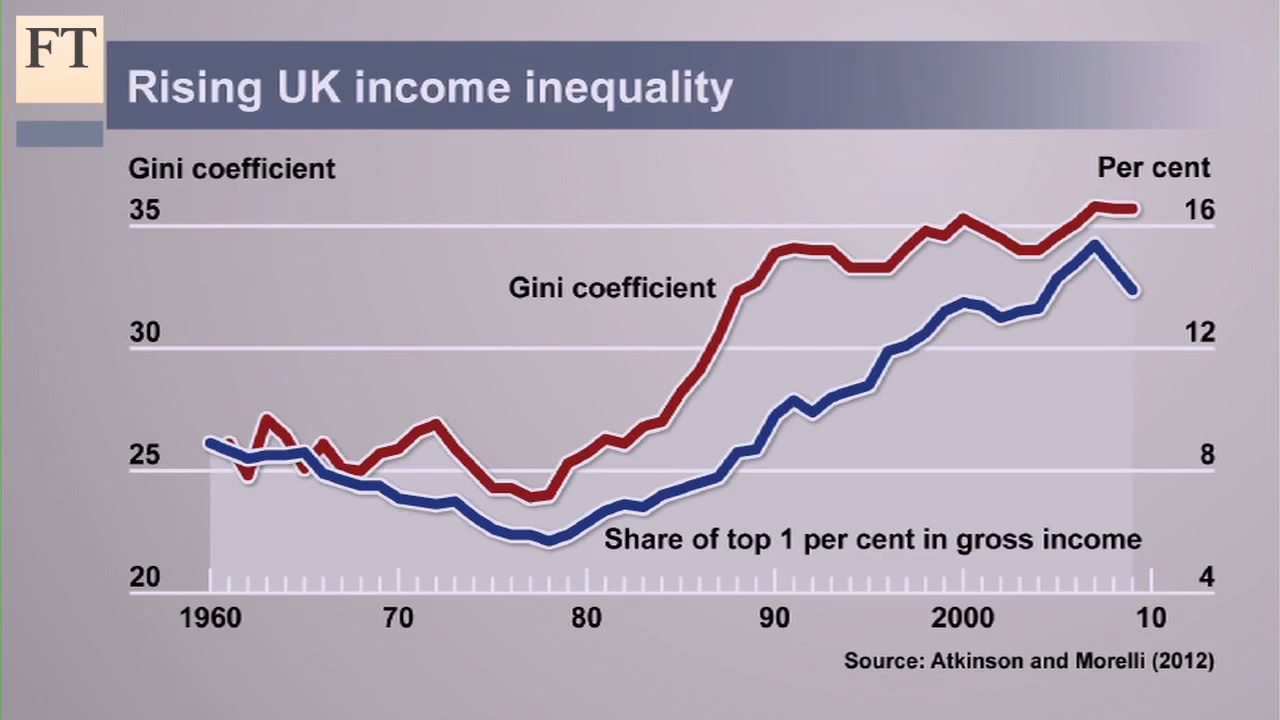 FT
Rising UK income inequality
Gini coefficient
Per cent
35
16
Gini coefficient
30
12
25
8
Share of top 1 per cent in gross income
20
4
1960 70 80 90 2000 10
Source: Atkinson and Morelli (2012)